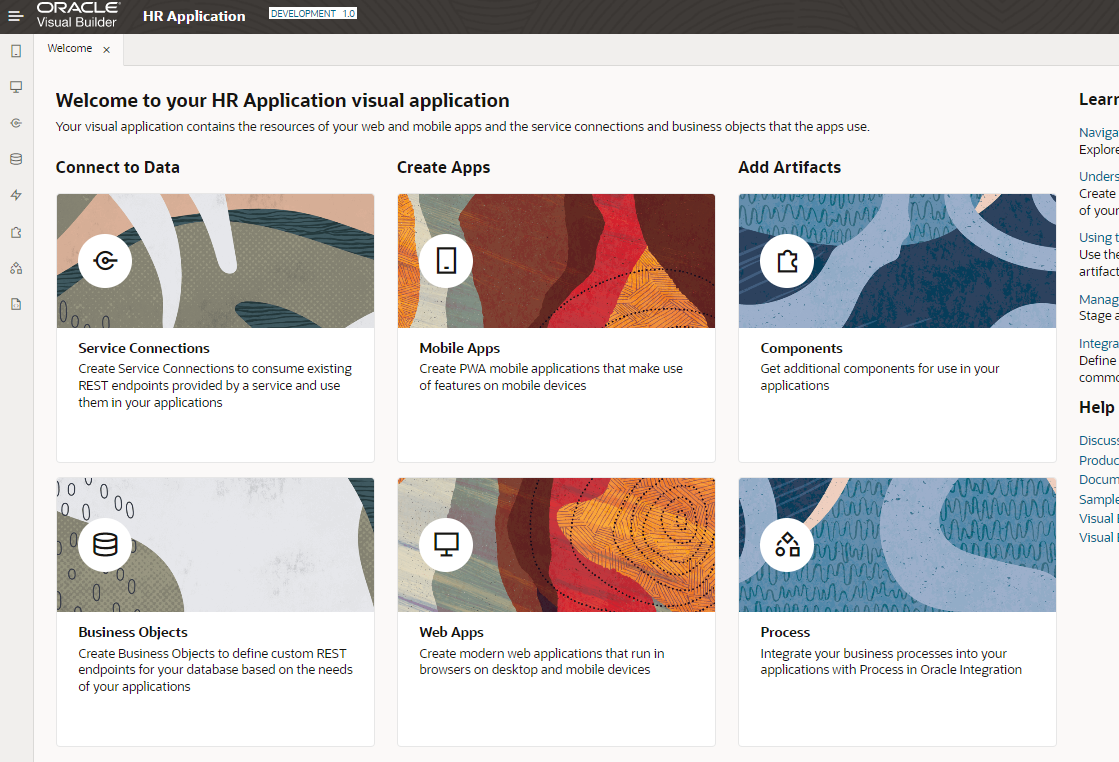 ORACLE
Visual Builder
HR Application
DEVELOPMENT 1.0
Welcome
Welcome to your HR Application visual application
Your visual application contains the resources of your web and mobile apps and the service connections and business objects that the apps use.
Connect to Data
Service Connections
Create Service Connections to consume existing
REST endpoints provided by a service and use
them in your applications
Business Objects
Create Business Objects to define custom REST
endpoints for your database based on the needs
of your applications
Create Apps
Mobile Apps
Create PWA mobile applications that make use
of features on mobile devices
Web Apps
Create modern web applications that run in
browsers on desktop and mobile devices
Add Artifacts
Components
Get additional components for use in your
applications
Process
Integrate your business processes into your
applications with Process in Oracle Integration
Learn
Naviga
Explore
Unders
Create
of your
Using t
Use the
artifact
Manag
Stage a
Integra
Define
commo
Help
Discuss
Produc
Docum
Sample
Visual
Visual